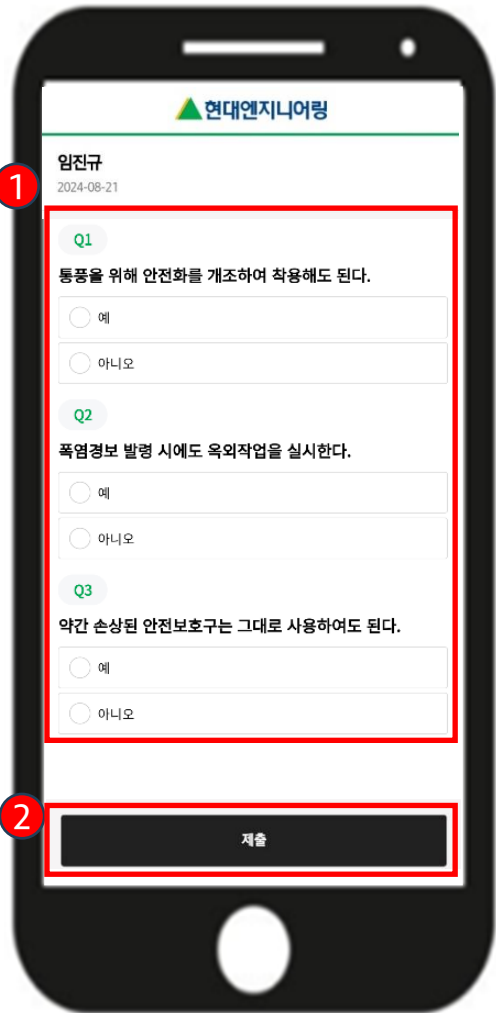 현대엔지니어링
임진규
1
2024-08-21
Q1
통풍을 위해 안전화를 개조하여 착용해도 된다.
예
아니오
Q2
폭염경보 발령 시에도 옥외작업을 실시한다.
예
아니오
Q3
약간 손상된 안전보호구는 그대로 사용하여도 된다.
예
아니오
2
제출